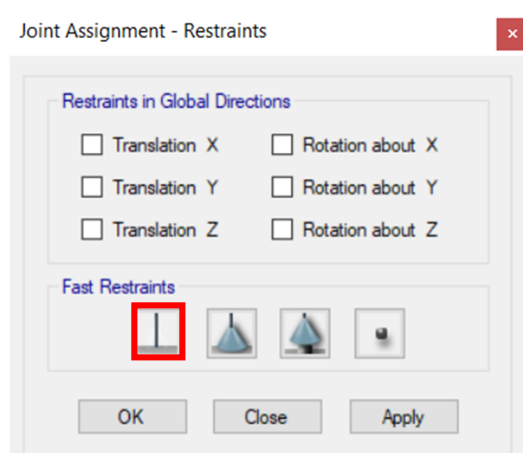 Joint Assignment - Restraints
Restraints in Global Directions
Translation X
Rotation about X
Translation Y
Rotation about Y
Translation Z
Rotation about Z
Fast Restraints
OK
Close
Apply